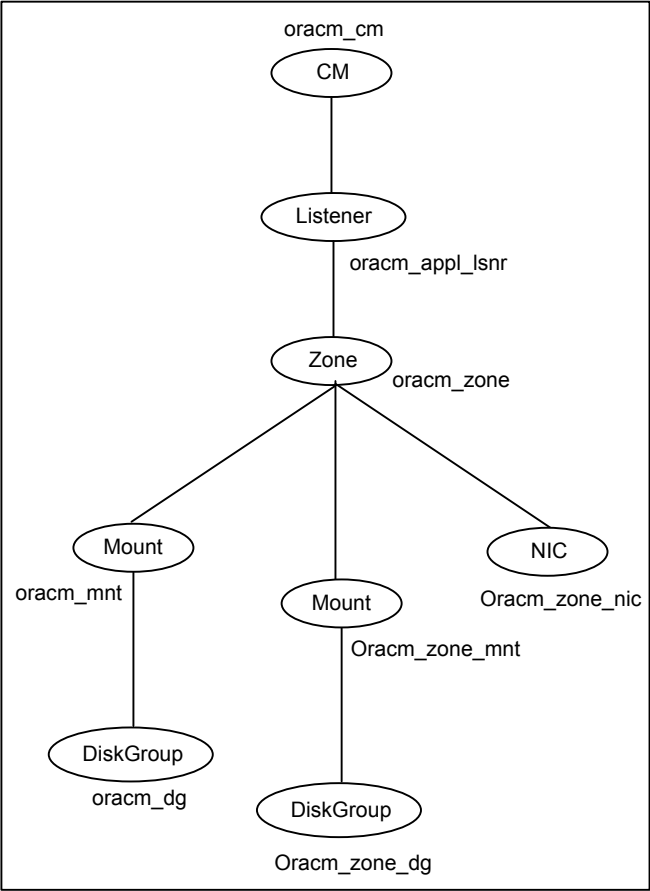 oracm_cm
CM
Listener
oracm_appl_lsnr
Zone
oracm_zone
Mount
oracm_mnt
NIC
Oracm_zone_nic
Mount
Oracm_zone_mnt
DiskGroup
oracm_dg
DiskGroup
Oracm_zone_dg